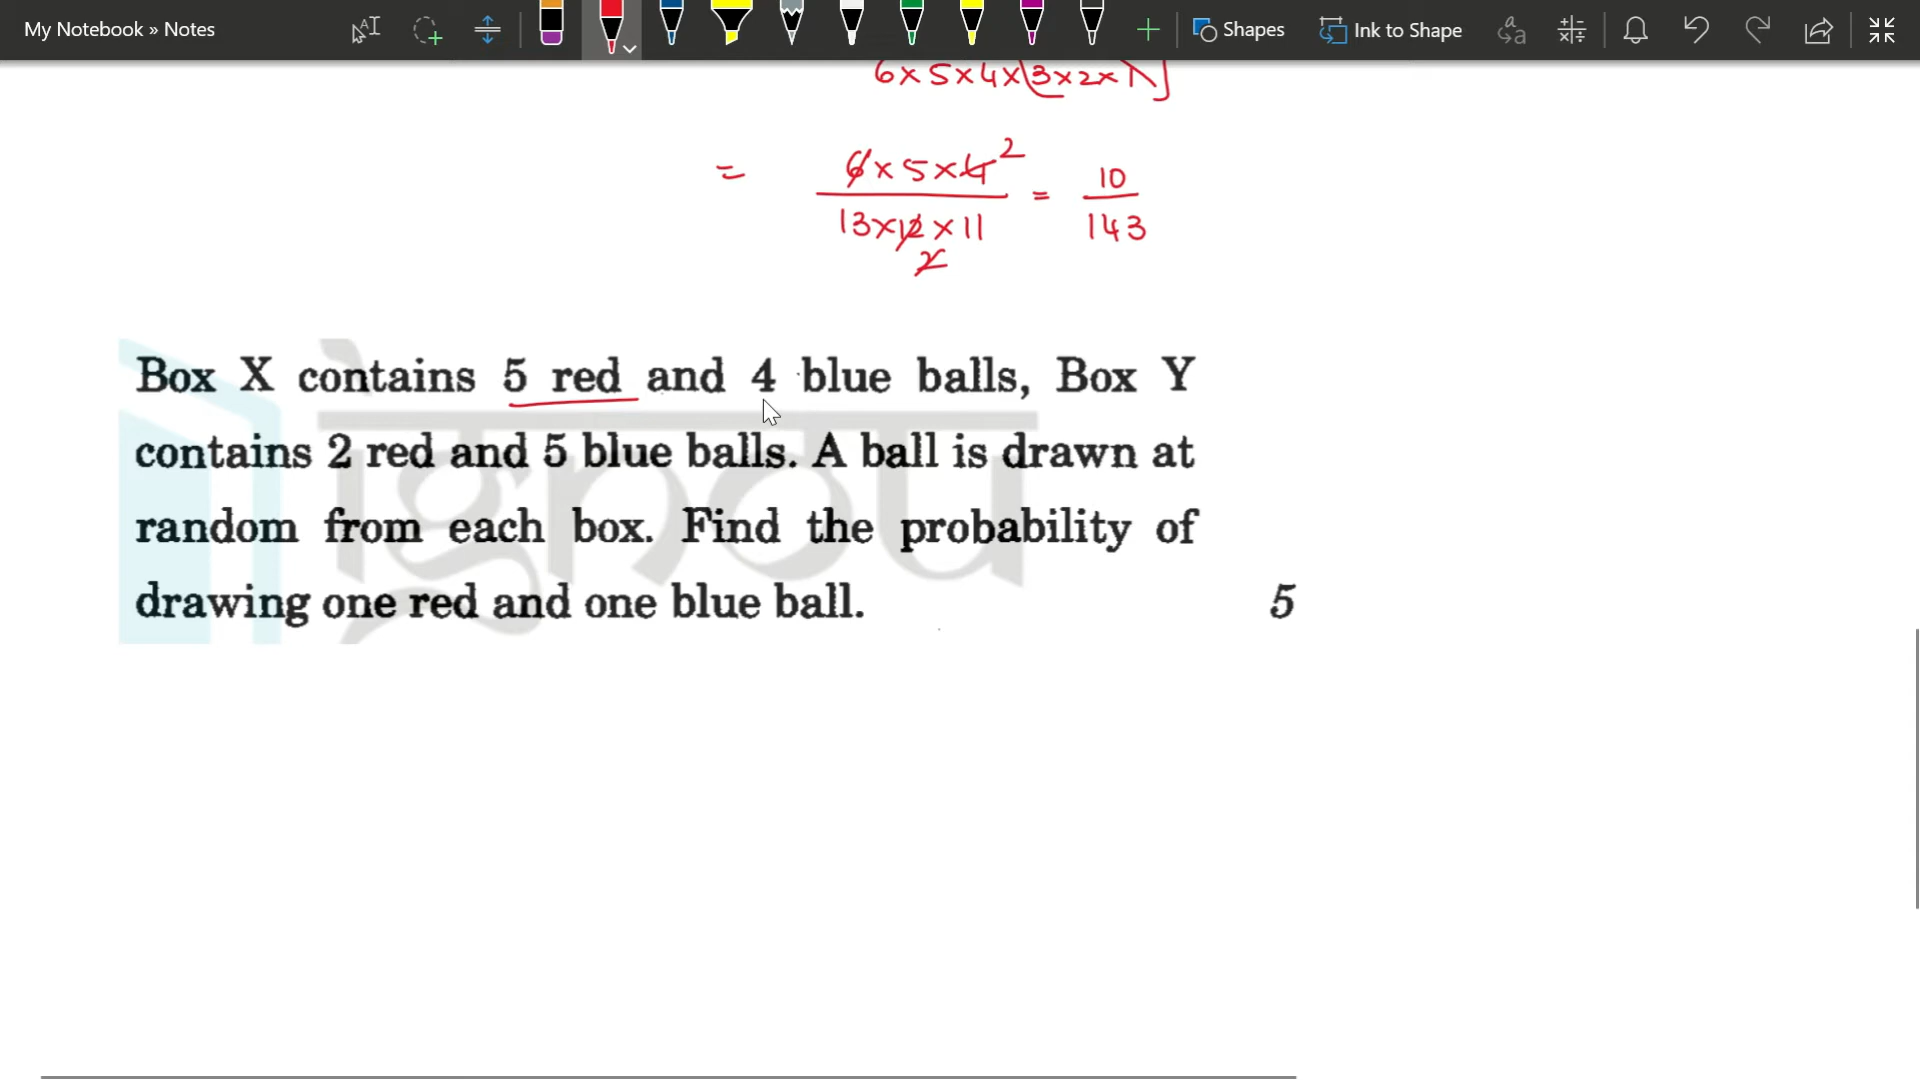 My Notebook » Notes
Shapes
Ink to Shape
6×5×4×(3×2×1)
= 6×5×4 2 = 10
13×12×11 143
2
Box X contains 5 red and 4 blue balls, Box Y
contains 2 red and 5 blue balls. A ball is drawn at
random from each box. Find the probability of
drawing one red and one blue ball. 5
ignou